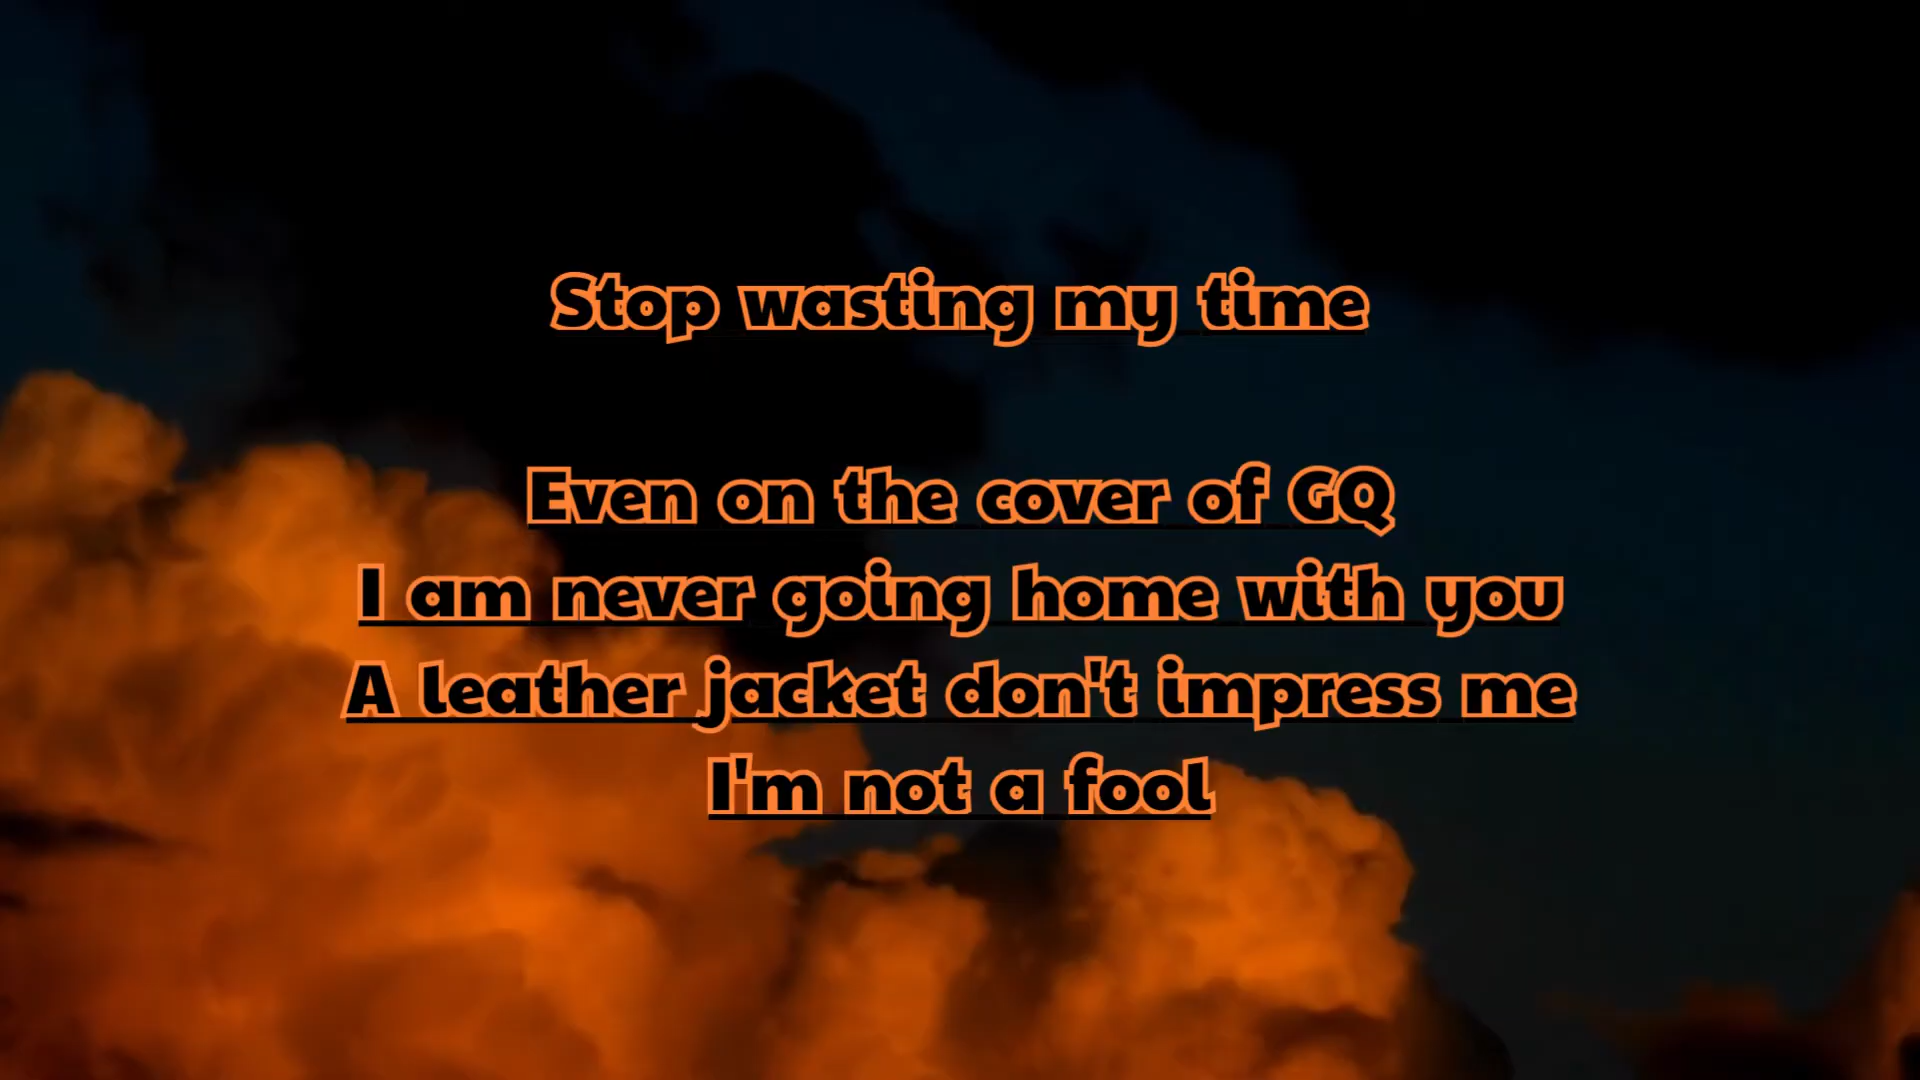 Stop wasting my time
Even on the cover of GQ
I am never going home with you
A leather jacket don't impress me
I'm not a fool